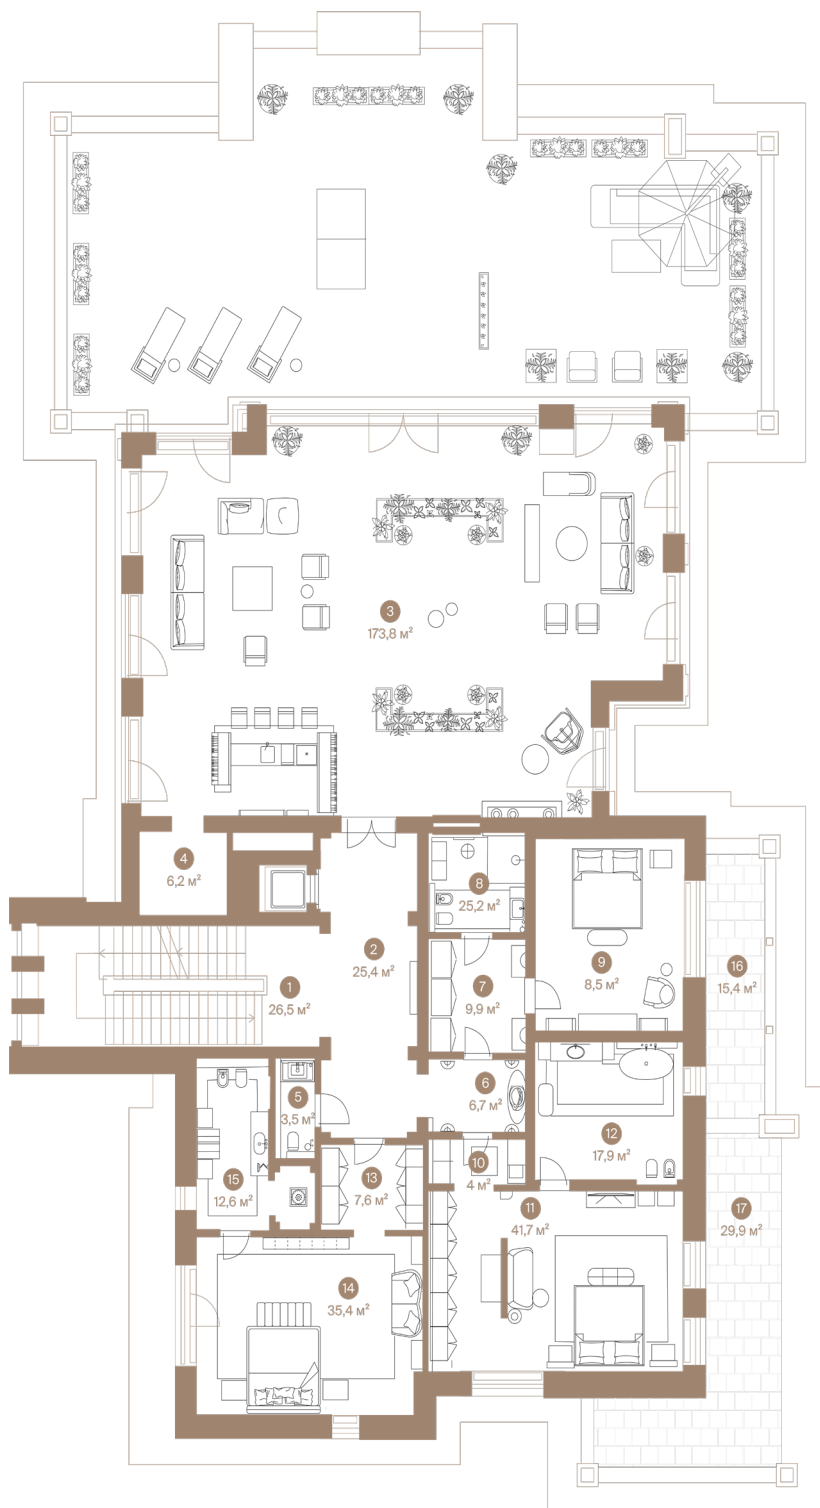 3
173,8 м²
4
6,2 м²
8
25,2 м²
2
25,4 м²
9
8,5 м²
16
15,4 м²
1
26,5 м²
7
9,9 м²
6
6,7 м²
5
3,5 м²
12
17,9 м²
10
4 м²
15
12,6 м²
13
7,6 м²
11
41,7 м²
17
29,9 м²
14
35,4 м²